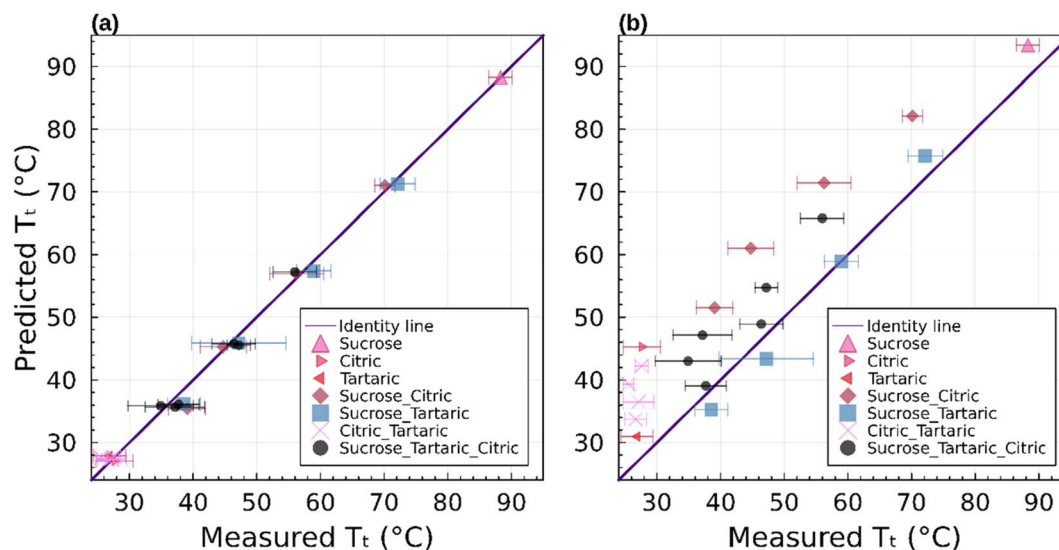 (a)
(b)
90
80
70
60
50
40
30
Predicted Tₜ (°C)
Identity line
Sucrose
Citric
Tartaric
Sucrose_Citric
Sucrose_Tartaric
Citric_Tartaric
Sucrose_Tartaric_Citric
30 40 50 60 70 80 90
Measured Tₜ (°C)
90
80
70
60
50
40
30
Identity line
Sucrose
Citric
Tartaric
Sucrose_Citric
Sucrose_Tartaric
Citric_Tartaric
Sucrose_Tartaric_Citric
30 40 50 60 70 80 90
Measured Tₜ (°C)